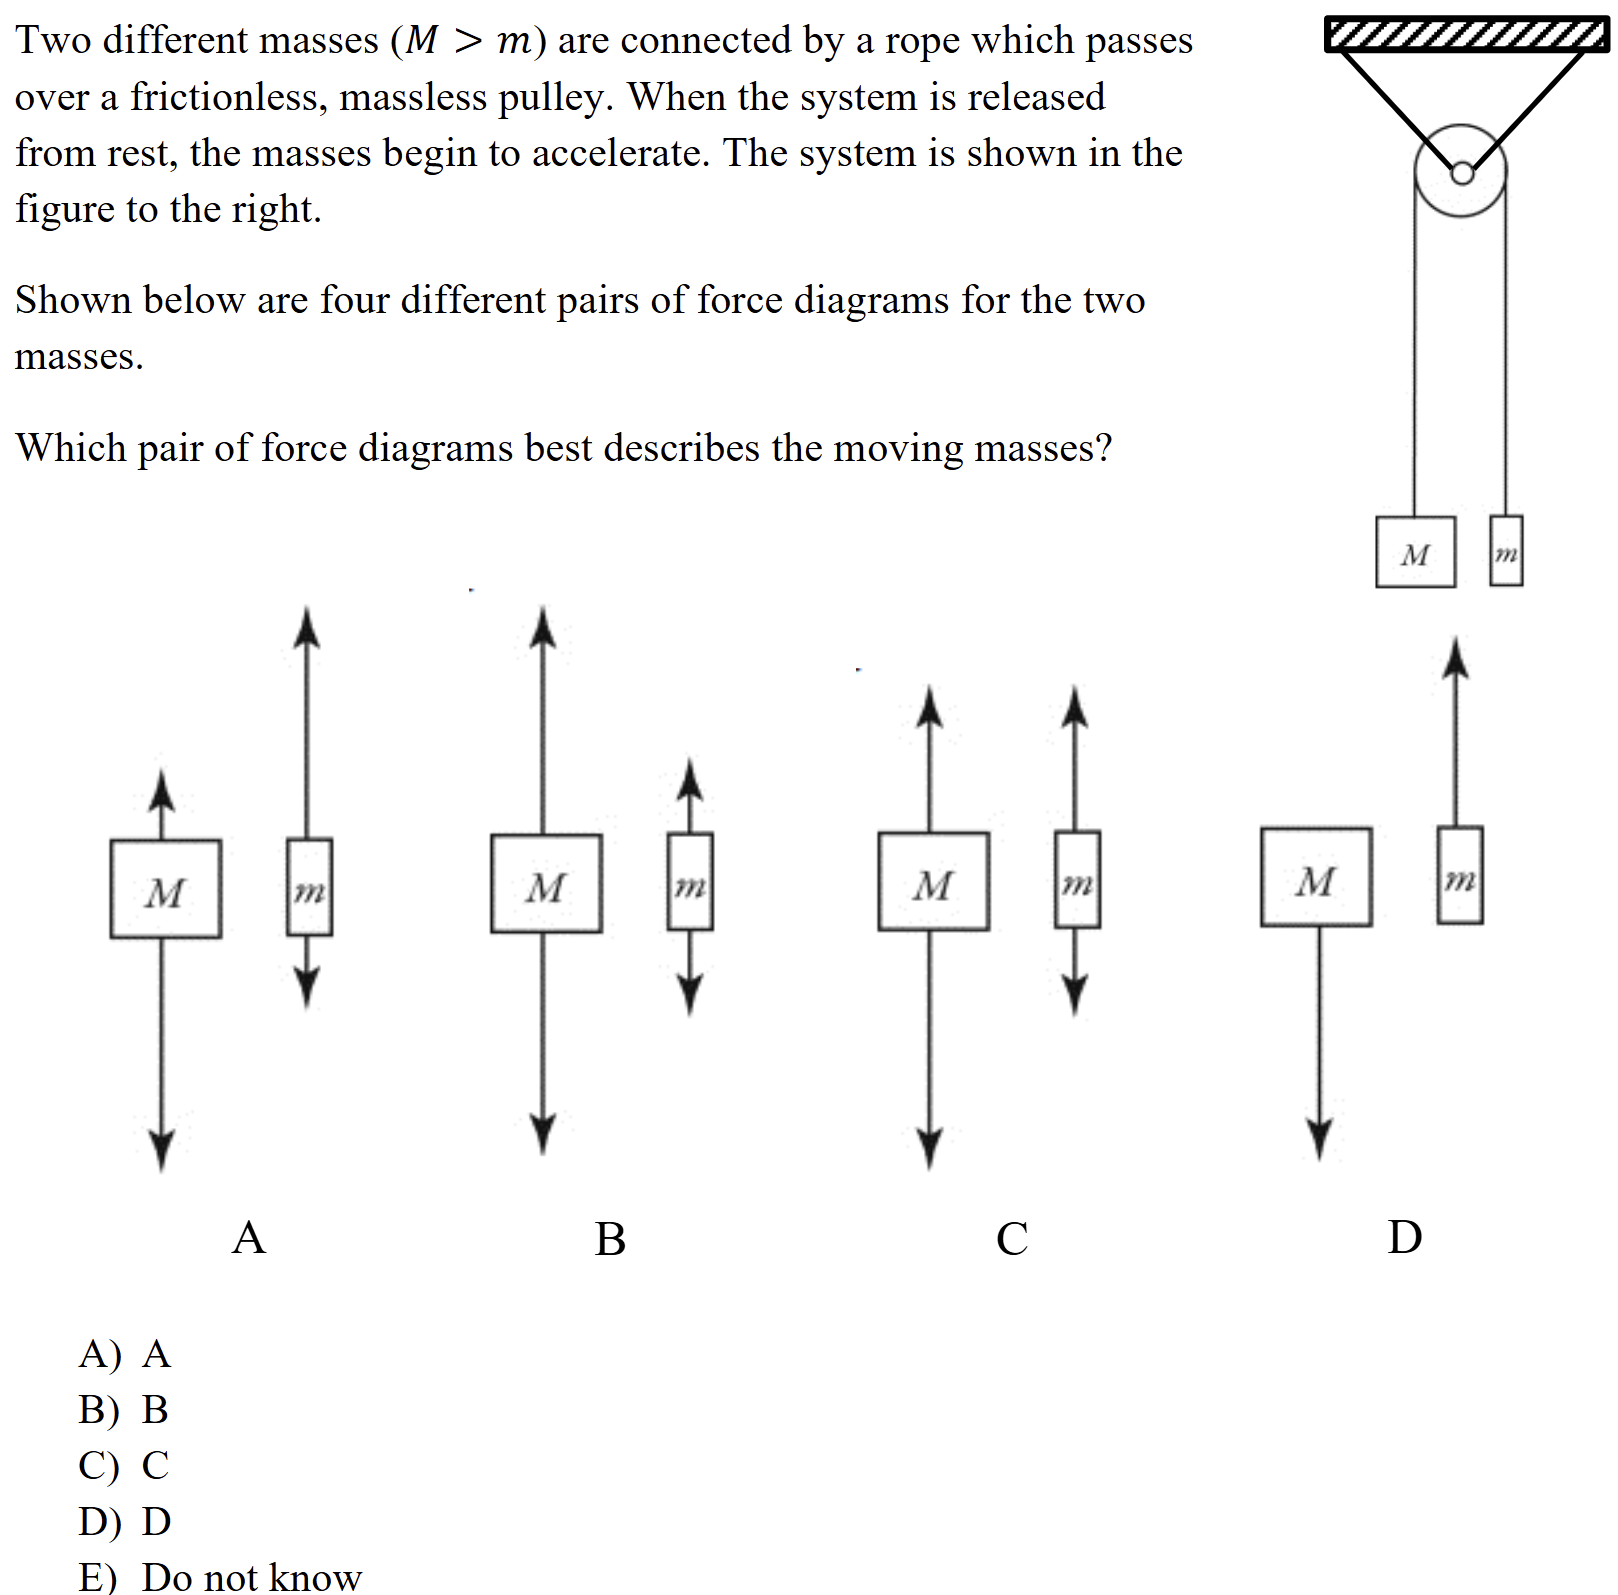 Two different masses (M > m) are connected by a rope which passes
over a frictionless, massless pulley. When the system is released
from rest, the masses begin to accelerate. The system is shown in the
figure to the right.
Shown below are four different pairs of force diagrams for the two
masses.
Which pair of force diagrams best describes the moving masses?
M m
M m M m M m M m
A B C D
A) A
B) B
C) C
D) D
E) Do not know